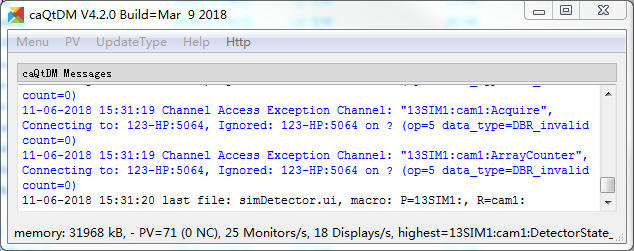 caQtDM V4.2.0 Build=Mar 9 2018
Menu PV UpdateType Help Http
caQtDM Messages
count=0)
11-06-2018 15:31:19 Channel Access Exception Channel: "13SIM1:cam1:Acquire",
Connecting to: 123-HP:5064, Ignored: 123-HP:5064 on ? (op=5 data_type=DBR_invalid
count=0)
11-06-2018 15:31:19 Channel Access Exception Channel: "13SIM1:cam1:ArrayCounter",
Connecting to: 123-HP:5064, Ignored: 123-HP:5064 on ? (op=5 data_type=DBR_invalid
count=0)
11-06-2018 15:31:20 last file: simDetector.ui, macro: P=13SIM1:, R=cam1:
memory: 31968 kB, - PV=71 (0 NC), 25 Monitors/s, 18 Displays/s, highest=13SIM1:cam1:DetectorState_